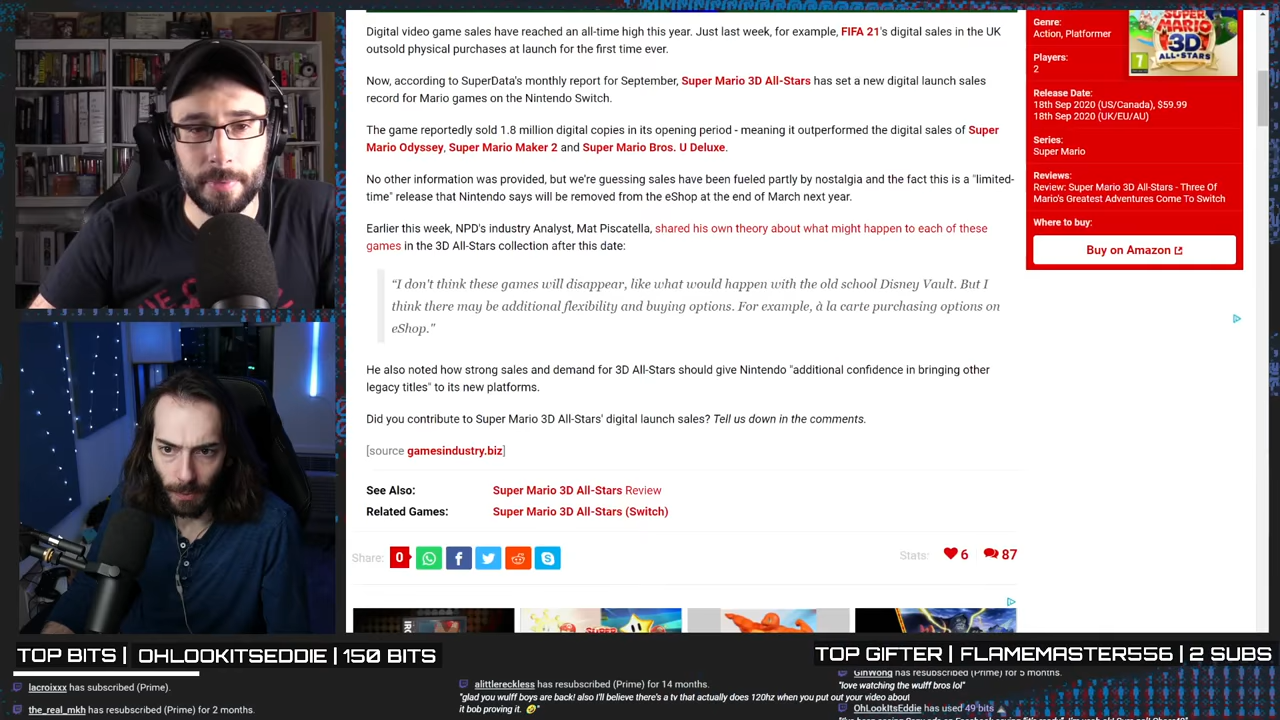 Digital video game sales have reached an all-time high this year. Just last week, for example, FIFA 21's digital sales in the UK
outsold physical purchases at launch for the first time ever.
Now, according to SuperData's monthly report for September, Super Mario 3D All-Stars has set a new digital launch sales
record for Mario games on the Nintendo Switch.
The game reportedly sold 1.8 million digital copies in its opening period - meaning it outperformed the digital sales of Super
Mario Odyssey, Super Mario Maker 2 and Super Mario Bros. U Deluxe.
No other information was provided, but we're guessing sales have been fueled partly by nostalgia and the fact this is a "limited-
time" release that Nintendo says will be removed from the eShop at the end of March next year.
Earlier this week, NPD's industry Analyst, Mat Piscatella, shared his own theory about what might happen to each of these
games in the 3D All-Stars collection after this date:
“I don't think these games will disappear, like what would happen with the old school Disney Vault. But I
think there may be additional flexibility and buying options. For example, à la carte purchasing options on
eShop."
He also noted how strong sales and demand for 3D All-Stars should give Nintendo "additional confidence in bringing other
legacy titles" to its new platforms.
Did you contribute to Super Mario 3D All-Stars' digital launch sales? Tell us down in the comments.
[source gamesindustry.biz]
See Also: Super Mario 3D All-Stars Review
Related Games: Super Mario 3D All-Stars (Switch)
Share: 0
Stats: 6 87
Genre:
Action, Platformer
Players:
2
Release Date:
18th Sep 2020 (US/Canada), $59.99
18th Sep 2020 (UK/EU/AU)
Series:
Super Mario
Reviews:
Review: Super Mario 3D All-Stars - Three Of
Mario's Greatest Adventures Come To Switch
Where to buy:
Buy on Amazon
SUPER
MARIO
3D
ALL-STARS
7
TOP BITS | OHLOOKITSEDDIE | 150 BITS
TOP GIFTER | FLAMEMASTER556 | 2 SUBS
lacroixxx has subscribed (Prime).
the_real_mkh has resubscribed (Prime) for 2 months.
alittlereckless has resubscribed (Prime) for 14 months.
"glad you wulff boys are back! also i'll believe there's a tv that actually does 120hz when you put out your video about
it bob proving it.
GinWong has resubscribed (Prime) for 5 months.
"love watching the wulff bros lol"
OhLookItsEddie has used 49 bits